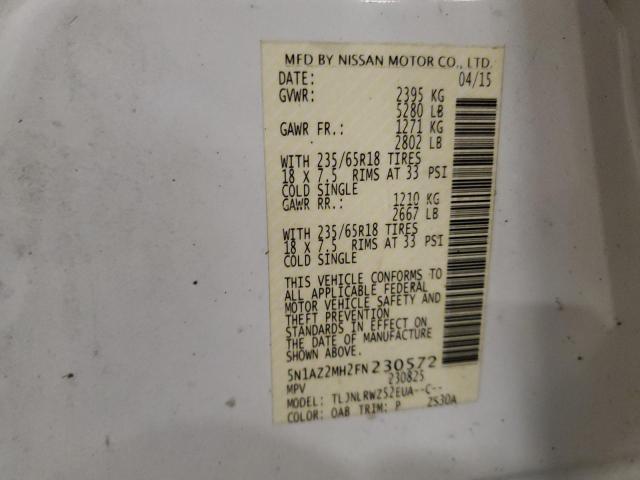 MFD BY NISSAN MOTOR CO., LTD.
DATE: 04/15
GVWR: 2395 KG
5280 LB
GAWR FR.: 1271 KG
2802 LB
WITH 235/65R18 TIRES
18 X 7.5 RIMS AT 33 PSI
COLD SINGLE
GAWR RR.: 1210 KG
2667 LB
WITH 235/65R18 TIRES
18 X 7.5 RIMS AT 33 PSI
COLD SINGLE
THIS VEHICLE CONFORMS TO
ALL APPLICABLE FEDERAL
MOTOR VEHICLE SAFETY AND
THEFT PREVENTION
STANDARDS IN EFFECT ON
THE DATE OF MANUFACTURE
SHOWN ABOVE.
5N1AZ2MH2FN230572
MPV 230825
MODEL: TLJNLRWZ52EUA--C--
COLOR: QAB TRIM: P ZS30A